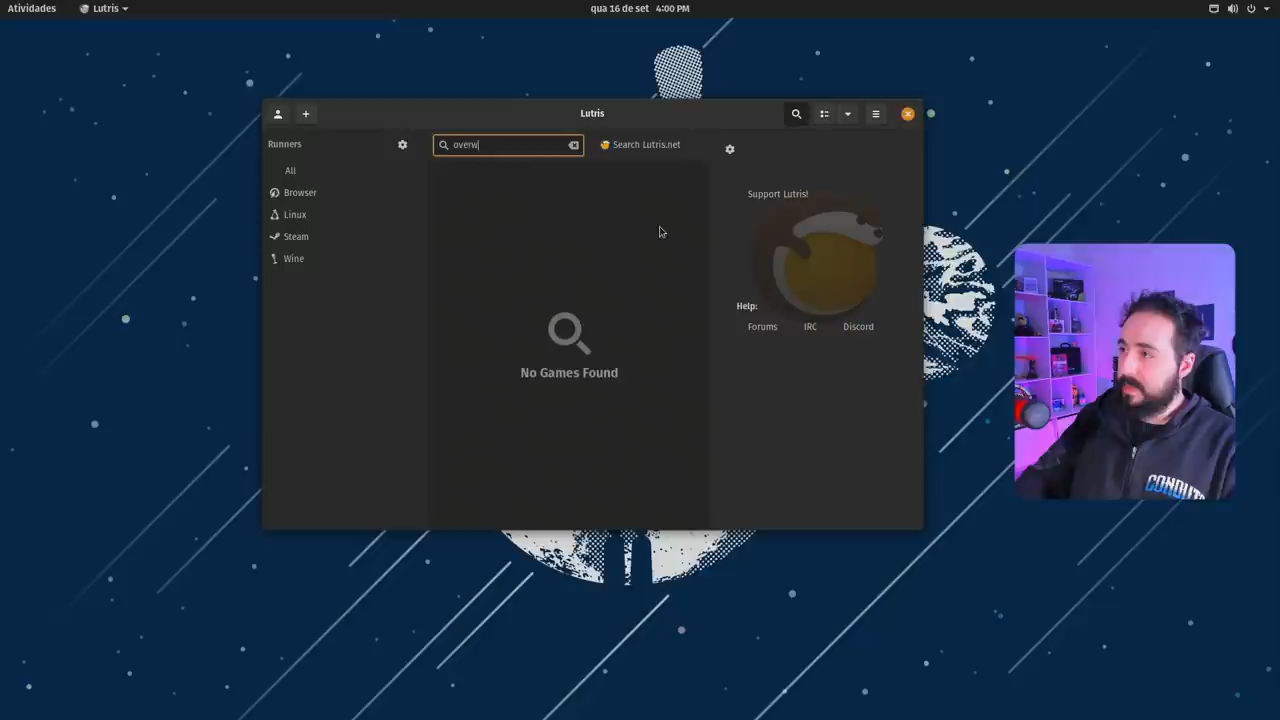 Atividades
Lutris
qua 16 de set 4:00 PM
Lutris
Runners
overw
Search Lutris.net
All
Browser
Linux
Steam
Wine
No Games Found
Support Lutris!
Help:
Forums
IRC
Discord
CONDUTA